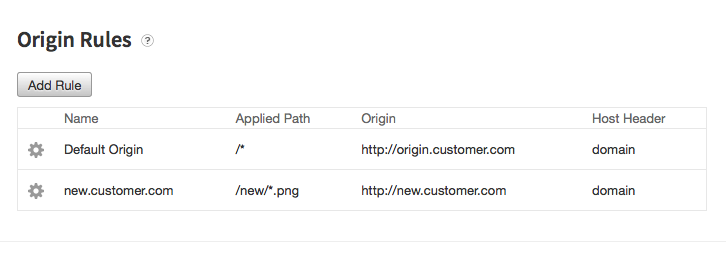 Origin Rules ?
Add Rule
Name Applied Path Origin Host Header
Default Origin /* http://origin.customer.com domain
new.customer.com /new/*.png http://new.customer.com domain